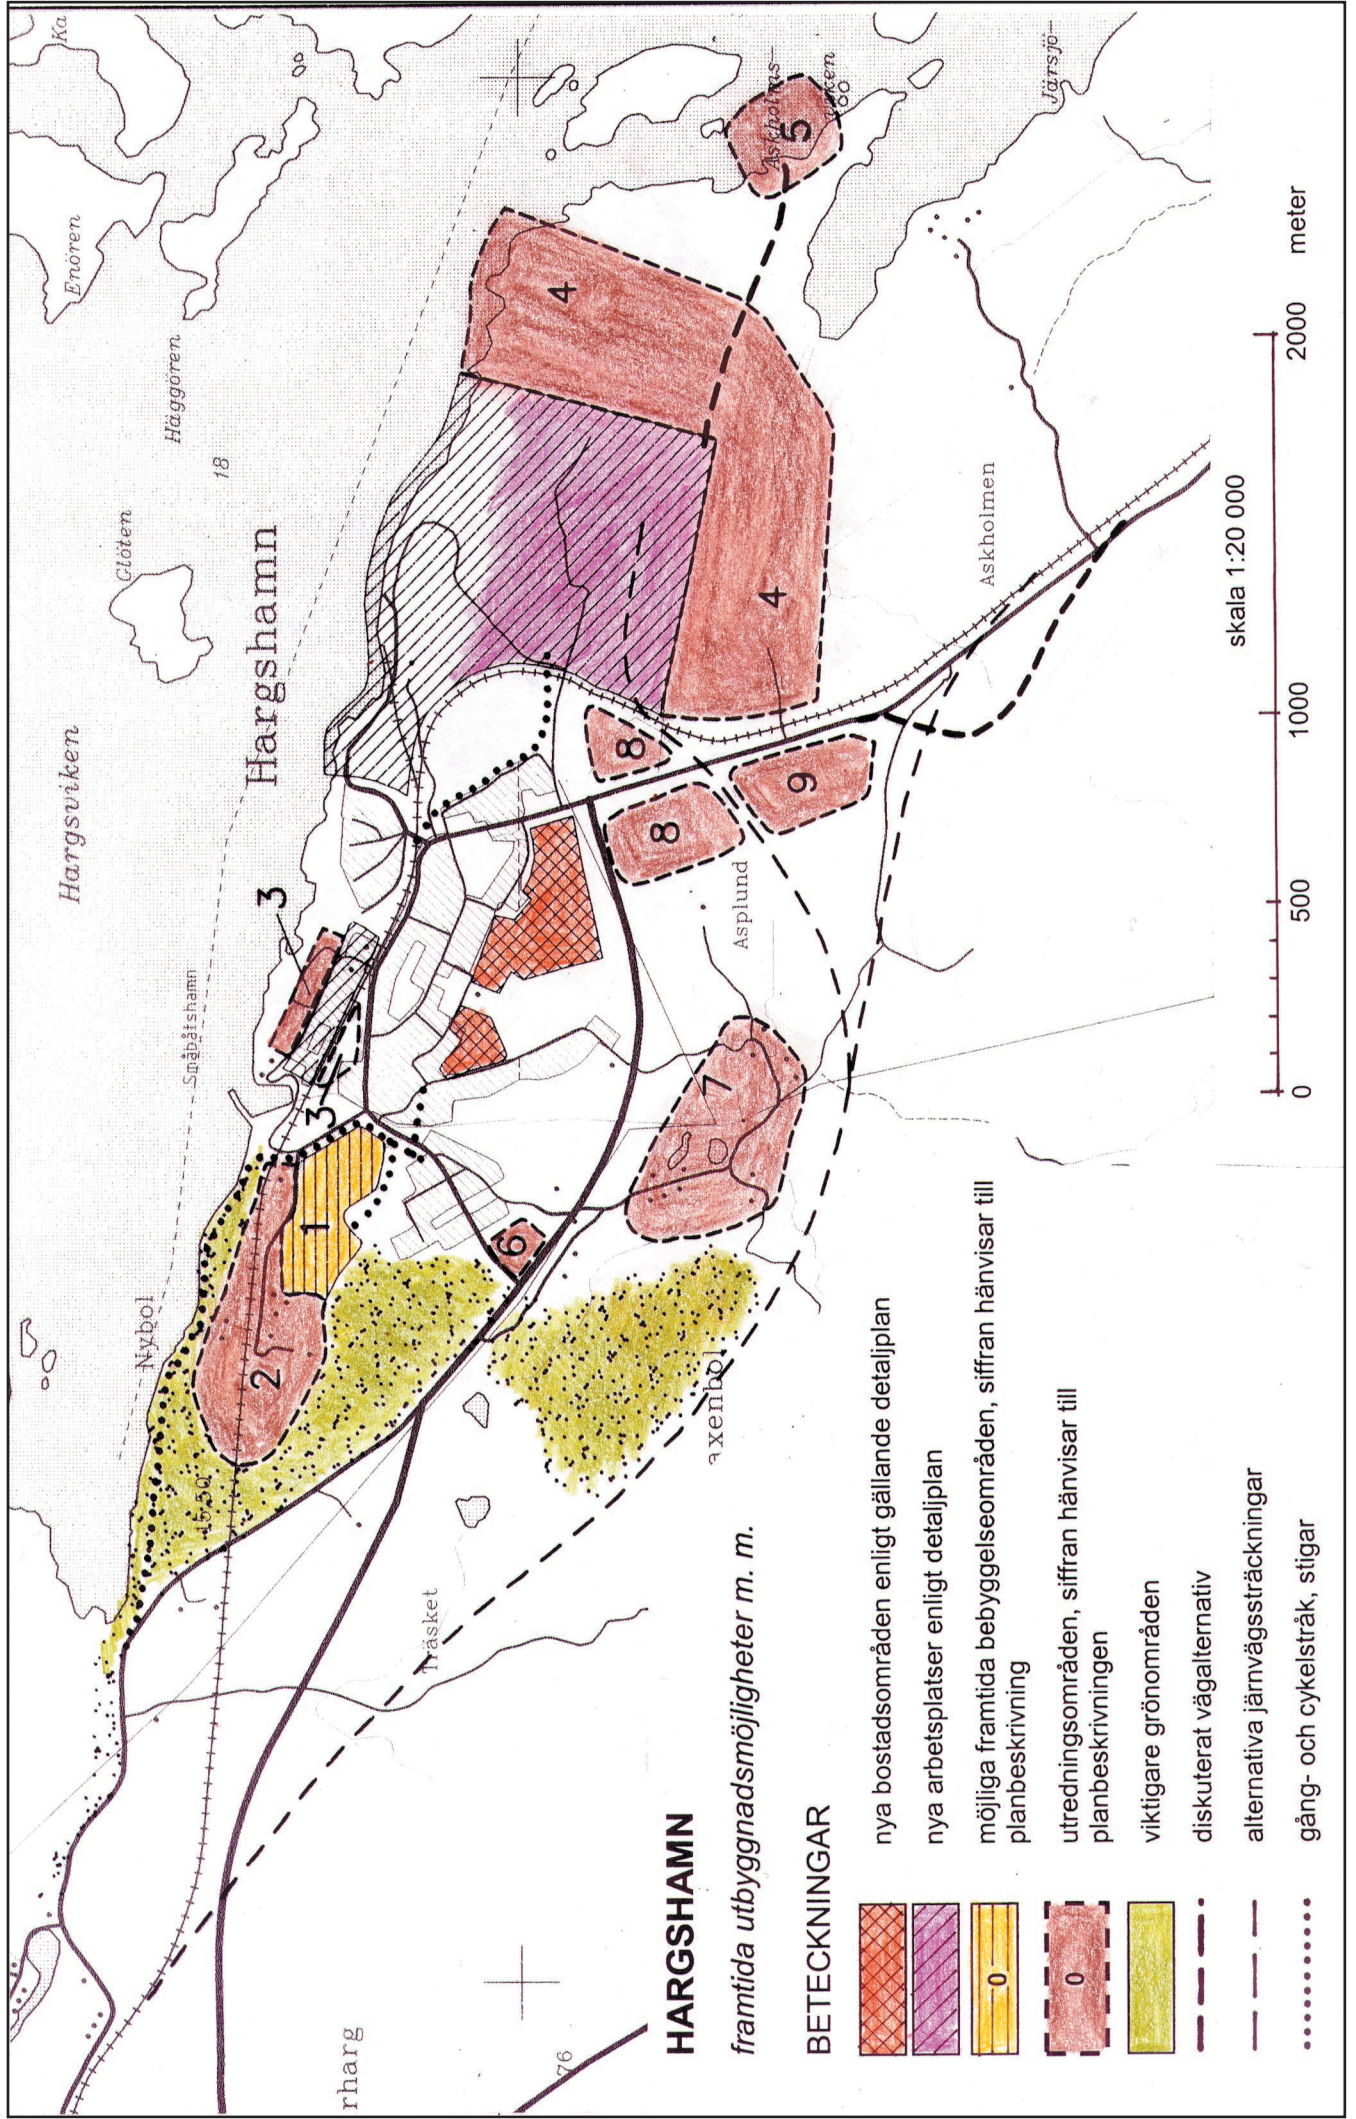 Ka
Enören
Häggören
18
Glöten
Hargsviken
Hargshamn
Småbåtshamn
Nybol
Järsjö-
4
5
4
3
3
1
2
6
7
8
8
9
Askholmen
Asplund
axenbol
Träsket
rharg
76
HARGSHAMN
framtida utbyggnadsmöjligheter m. m.
BETECKNINGAR
nya bostadsområden enligt gällande detaljplan
nya arbetsplatser enligt detaljplan
0
möjliga framtida bebyggelseområden, siffran hänvisar till
planbeskrivning
0
utredningsområden, siffran hänvisar till
planbeskrivningen
viktigare grönområden
diskuterat vägalternativ
alternativa järnvägssträckningar
gång- och cykelstråk, stigar
skala 1:20 000
0 500 1000 2000 meter